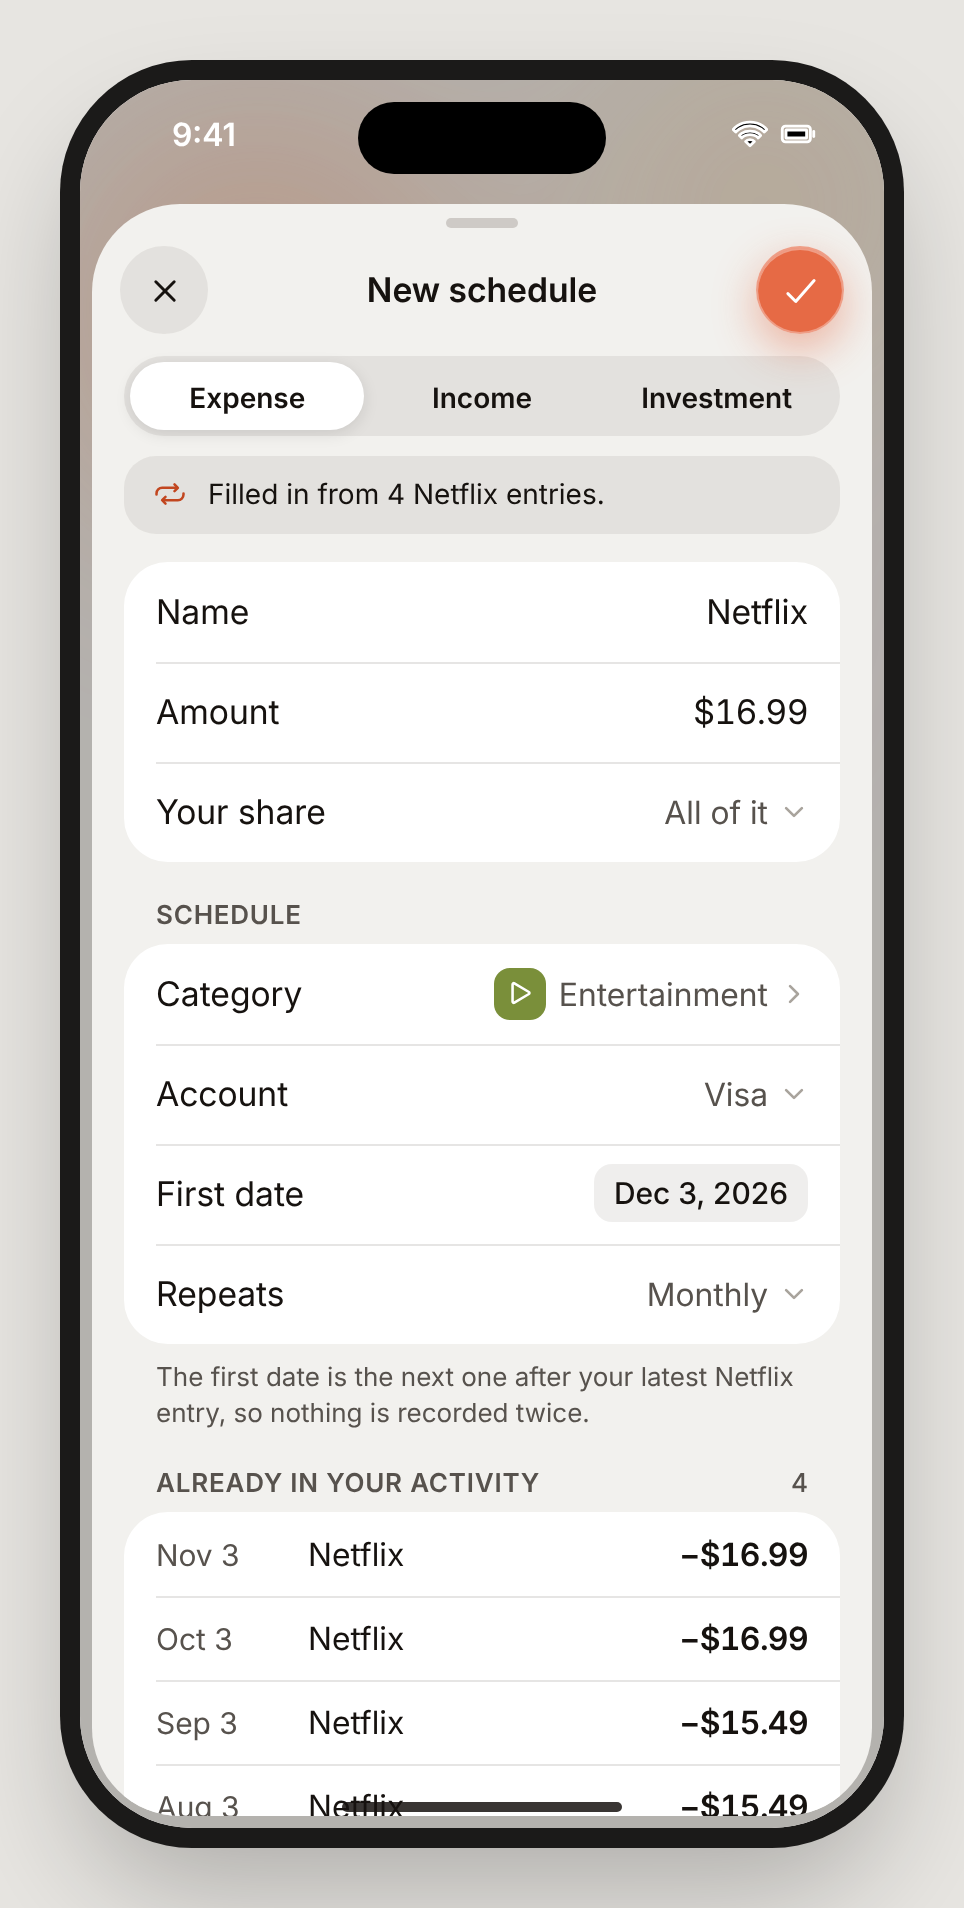 9:41
New schedule
Expense Income Investment
Filled in from 4 Netflix entries.
Name Netflix
Amount $16.99
Your share All of it
SCHEDULE
Category Entertainment
Account Visa
First date Dec 3, 2026
Repeats Monthly
The first date is the next one after your latest Netflix
entry, so nothing is recorded twice.
ALREADY IN YOUR ACTIVITY 4
Nov 3 Netflix −$16.99
Oct 3 Netflix −$16.99
Sep 3 Netflix −$15.49
Aug 3 Netflix −$15.49